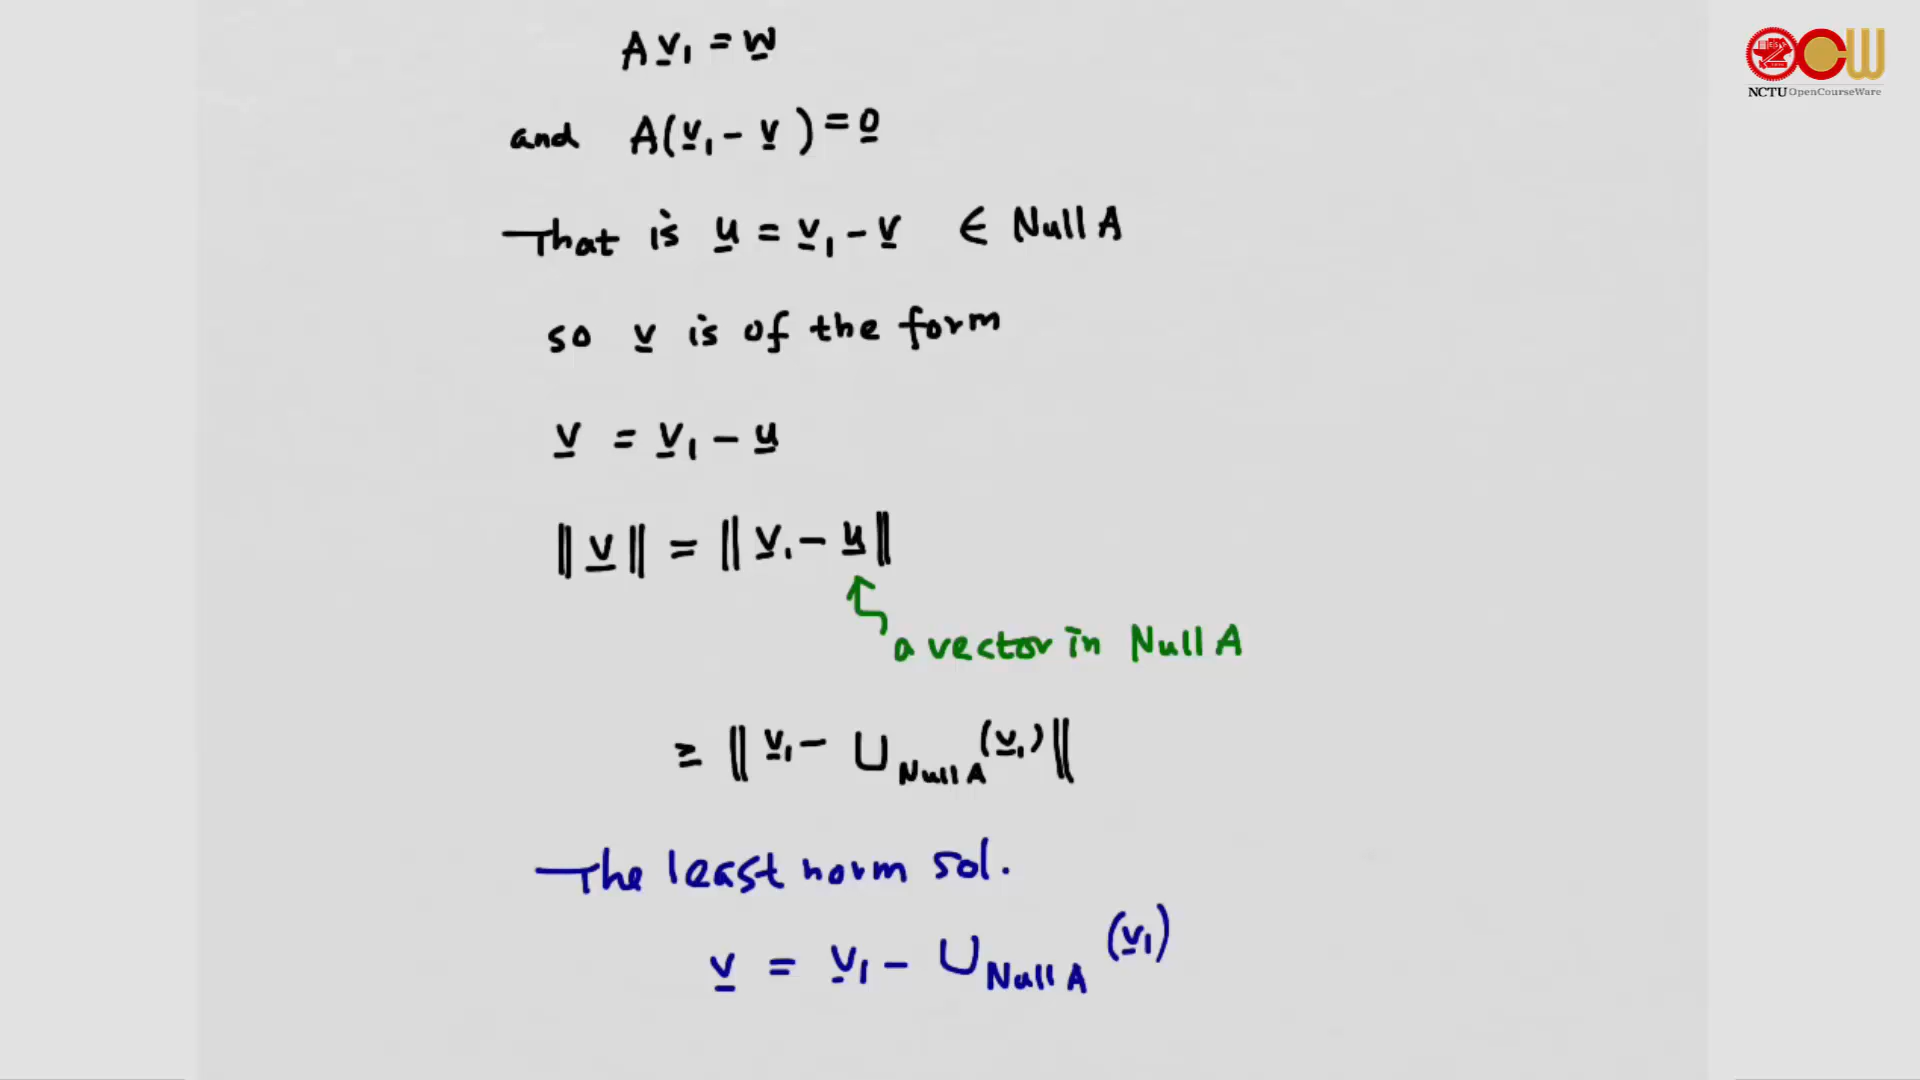 A v₁ = w
NCTU OpenCourseWare
and A(v₁ - v) = 0
That is u = v₁ - v ∈ Null A
so v is of the form
v = v₁ - u
‖v‖ = ‖v₁ - u‖
a vector in Null A
≥ ‖v₁ - U_Null A (v₁)‖
The least norm sol.
v = v₁ - U_Null A (v₁)